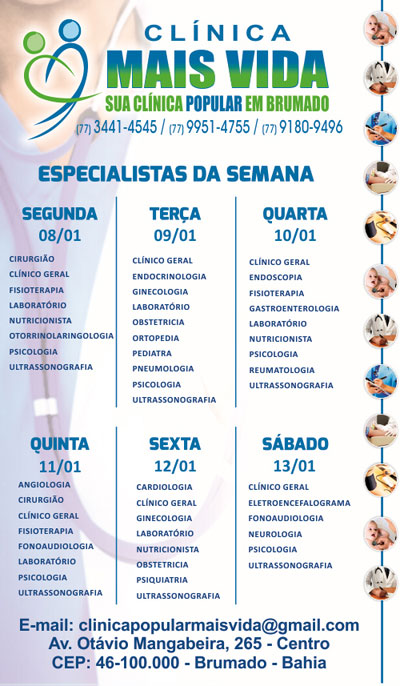 CLÍNICA
MAIS VIDA
SUA CLÍNICA POPULAR EM BRUMADO
(77) 3441-4545 / (77) 9951-4755 / (77) 9180-9496
ESPECIALISTAS DA SEMANA
SEGUNDA
08/01
CIRURGIÃO
CLÍNICO GERAL
FISIOTERAPIA
LABORATÓRIO
NUTRICIONISTA
OTORRINOLARINGOLOGIA
PSICOLOGIA
ULTRASSONOGRAFIA
TERÇA
09/01
CLÍNICO GERAL
ENDOCRINOLOGIA
GINECOLOGIA
LABORATÓRIO
OBSTETRICIA
ORTOPEDIA
PEDIATRA
PNEUMOLOGIA
PSICOLOGIA
ULTRASSONOGRAFIA
QUARTA
10/01
CLÍNICO GERAL
ENDOSCOPIA
FISIOTERAPIA
GASTROENTEROLOGIA
LABORATÓRIO
NUTRICIONISTA
PSICOLOGIA
REUMATOLOGIA
ULTRASSONOGRAFIA
QUINTA
11/01
ANGIOLOGIA
CIRURGIÃO
CLÍNICO GERAL
FISIOTERAPIA
FONOAUDIOLOGIA
LABORATÓRIO
PSICOLOGIA
ULTRASSONOGRAFIA
SEXTA
12/01
CARDIOLOGIA
CLÍNICO GERAL
GINECOLOGIA
LABORATÓRIO
NUTRICIONISTA
OBSTETRICIA
PSIQUIATRIA
ULTRASSONOGRAFIA
SÁBADO
13/01
CLÍNICO GERAL
ELETROENCEFALOGRAMA
FONOAUDIOLOGIA
NEUROLOGIA
PSICOLOGIA
ULTRASSONOGRAFIA
E-mail: clinicapopularmaisvida@gmail.com
Av. Otávio Mangabeira, 265 - Centro
CEP: 46-100.000 - Brumado - Bahia